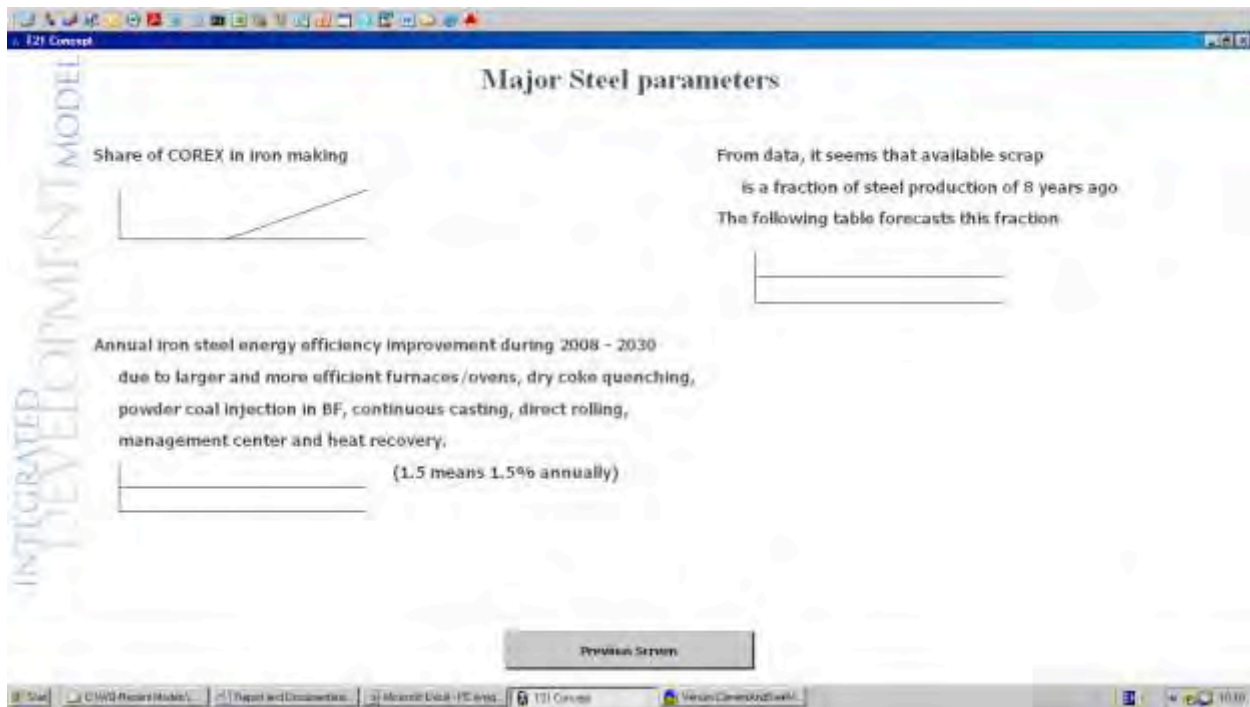 T21 Concept
Major Steel parameters
INTEGRATED
DEVELOPMENT MODEL
Share of COREX in iron making
From data, it seems that available scrap
is a fraction of steel production of 8 years ago
The following table forecasts this fraction
Annual iron steel energy efficiency improvement during 2008 - 2030
due to larger and more efficient furnaces/ovens, dry coke quenching,
powder coal injection in BF, continuous casting, direct rolling,
management center and heat recovery.
(1.5 means 1.5% annually)
Previous Screen
Start
T21 Concept